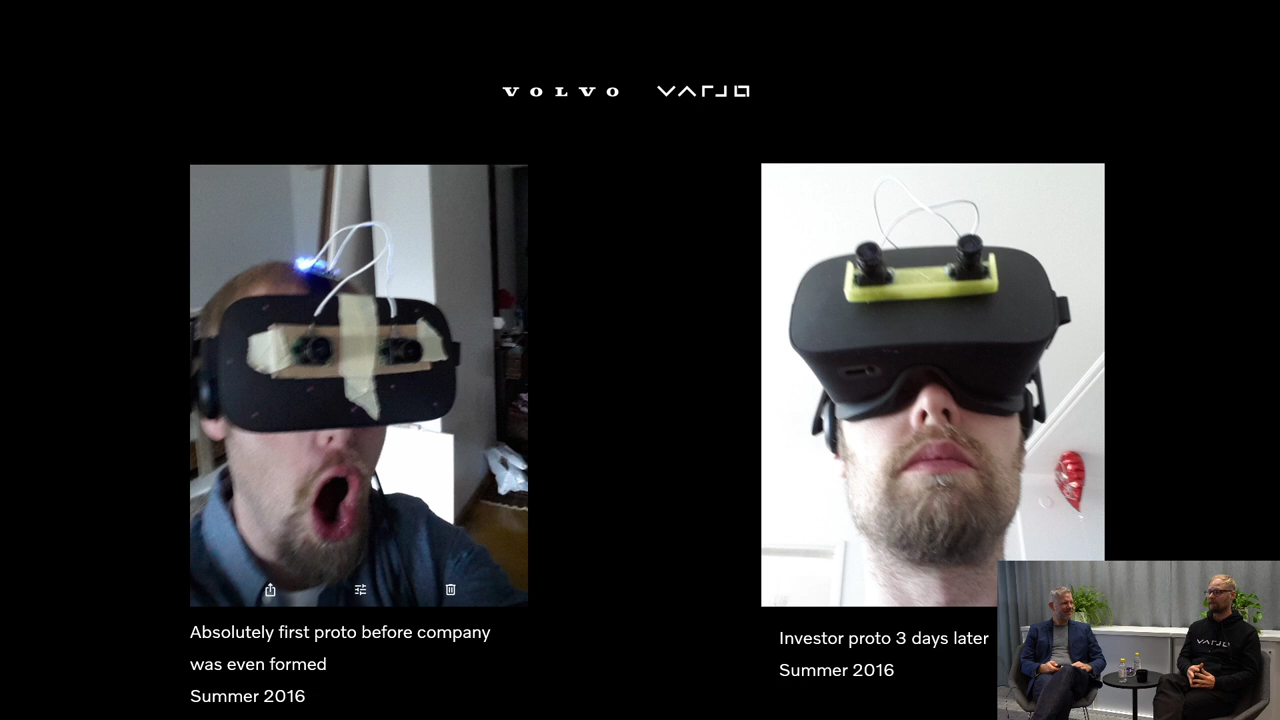 VOLVO VARJO
Absolutely first proto before company
was even formed
Summer 2016
Investor proto 3 days later
Summer 2016
VARJO